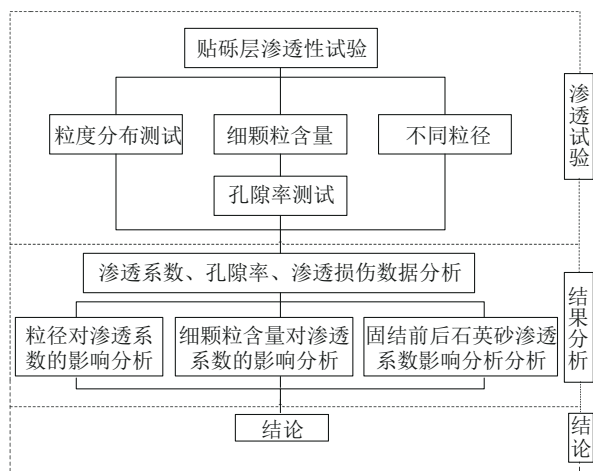 贴砾层渗透性试验
粒度分布测试
细颗粒含量
不同粒径
孔隙率测试
渗透试验
渗透系数、孔隙率、渗透损伤数据分析
粒径对渗透系
数的影响分析
细颗粒含量对渗透
系数的影响分析
固结前后石英砂渗透
系数影响分析分析
结果分析
结论
结论